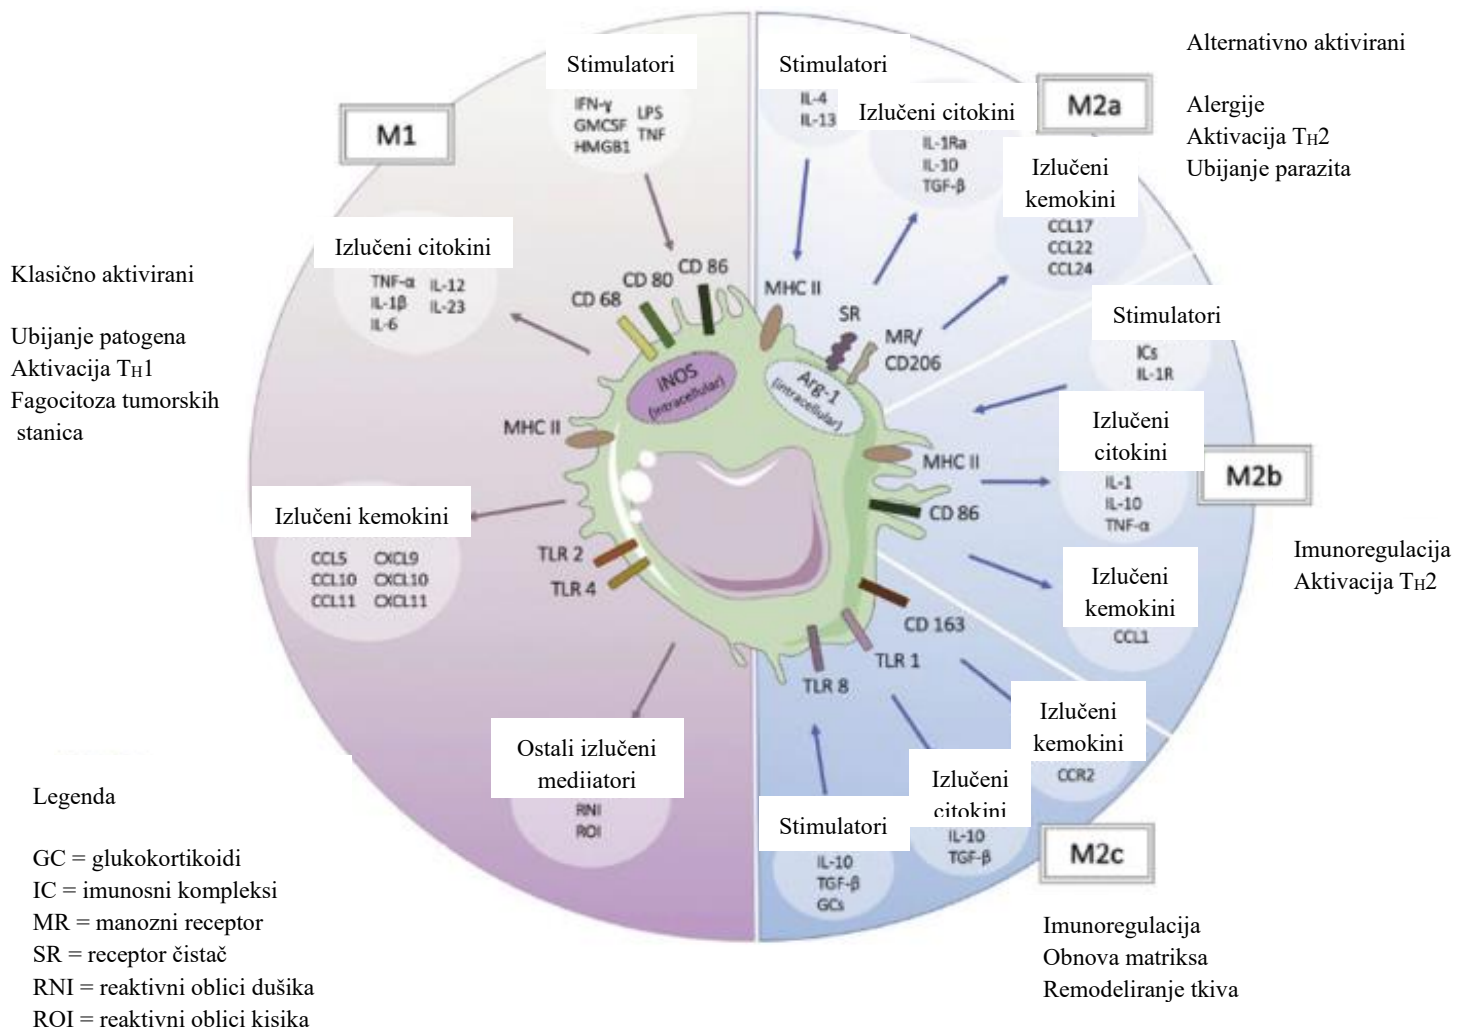 M1
Klasično aktivirani
Ubijanje patogena
Aktivacija TH1
Fagocitoza tumorskih
stanica
Stimulatori
IFN-γ
LPS
GMCSF
TNF
HMGB1
Izlučeni citokini
TNF-α
IL-12
IL-1β
IL-23
IL-6
CD 68
CD 80
CD 86
iNOS
(intracellular)
MHC II
Izlučeni kemokini
CCL5
CXCL9
CCL10
CXCL10
CCL11
CXCL11
TLR 2
TLR 4
Ostali izlučeni
medijatori
RNI
ROI
Stimulatori
IL-4
IL-13
Izlučeni citokini
IL-1Ra
IL-10
TGF-β
M2a
Alternativno aktivirani
Alergije
Aktivacija TH2
Ubijanje parazita
Izlučeni
kemokini
CCL17
CCL22
CCL24
MHC II
SR
MR/
CD206
Arg-1
(intracellular)
Stimulatori
ICs
IL-1R
Izlučeni
citokini
IL-1
IL-10
TNF-α
M2b
Imunoregulacija
Aktivacija TH2
MHC II
CD 86
Izlučeni
kemokini
CCL1
CD 163
TLR 1
TLR 8
Izlučeni
kemokini
CCR2
Izlučeni
citokini
IL-10
TGF-β
Stimulatori
IL-10
TGF-β
GCs
M2c
Imunoregulacija
Obnova matriksa
Remodeliranje tkiva
Legenda
GC = glukokortikoidi
IC = imunosni kompleksi
MR = manozni receptor
SR = receptor čistač
RNI = reaktivni oblici dušika
ROI = reaktivni oblici kisika